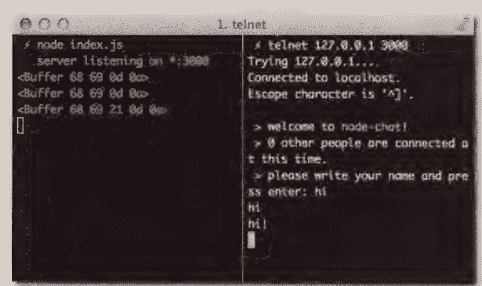 1. telnet
⚡ node index.js
server listening on *:3000
<Buffer 68 69 0d 0a>
<Buffer 68 69 0d 0a>
<Buffer 68 69 21 0d 0a>
⚡ telnet 127.0.0.1 3000
Trying 127.0.0.1...
Connected to localhost.
Escape character is '^]'.
> welcome to node-chat!
> 0 other people are connected a
t this time.
> please write your name and pre
ss enter: hi
hi
hi!